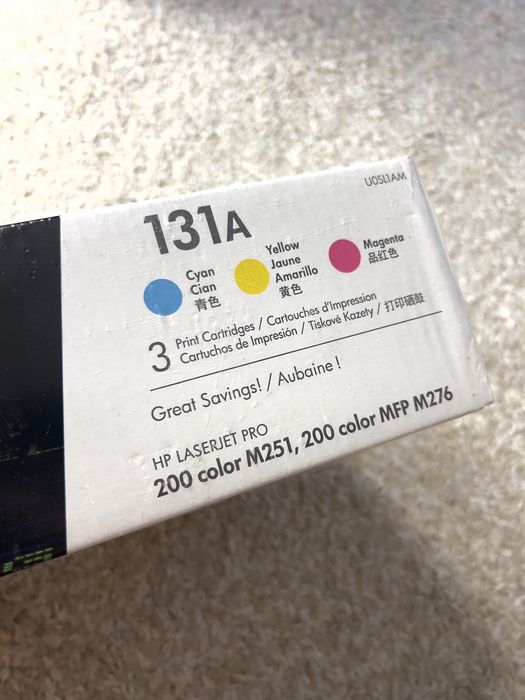 U0SL1AM
131A
Cyan
Cian
青色
Yellow
Jaune
Amarillo
黄色
Magenta
品红色
3 Print Cartridges / Cartouches d'Impression
Cartuchos de Impresión / Tiskové Kazety / 打印硒鼓
Great Savings! / Aubaine !
HP LASERJET PRO
200 color M251, 200 color MFP M276